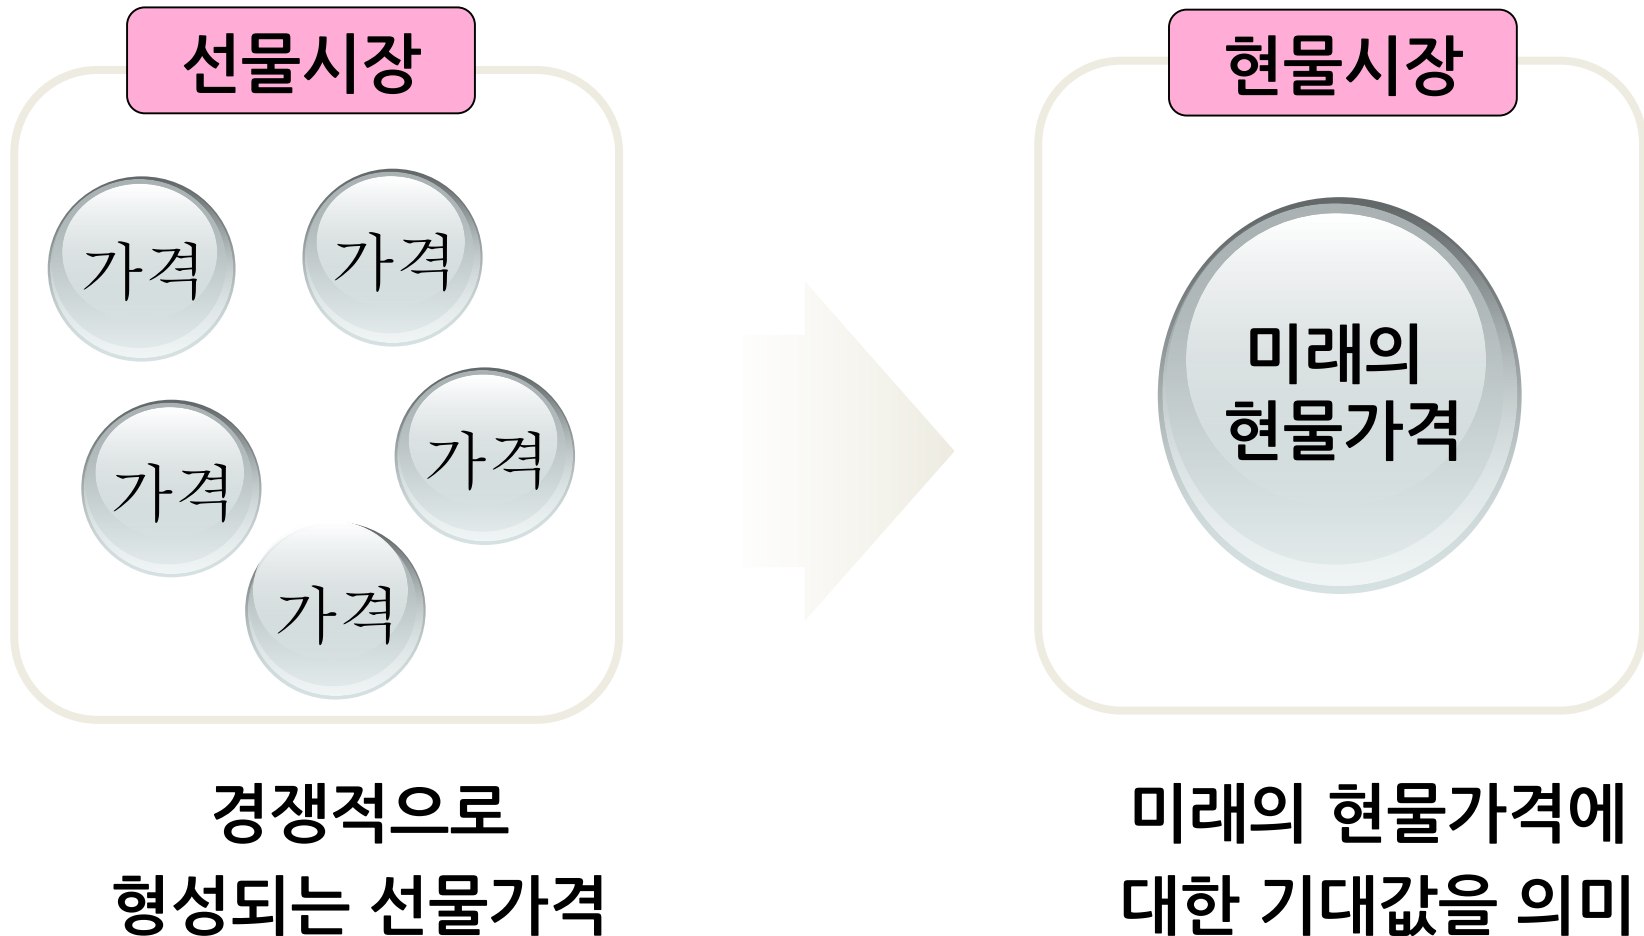 선물시장
가격
가격
가격
가격
가격
경쟁적으로
형성되는 선물가격
현물시장
미래의
현물가격
미래의 현물가격에
대한 기대값을 의미